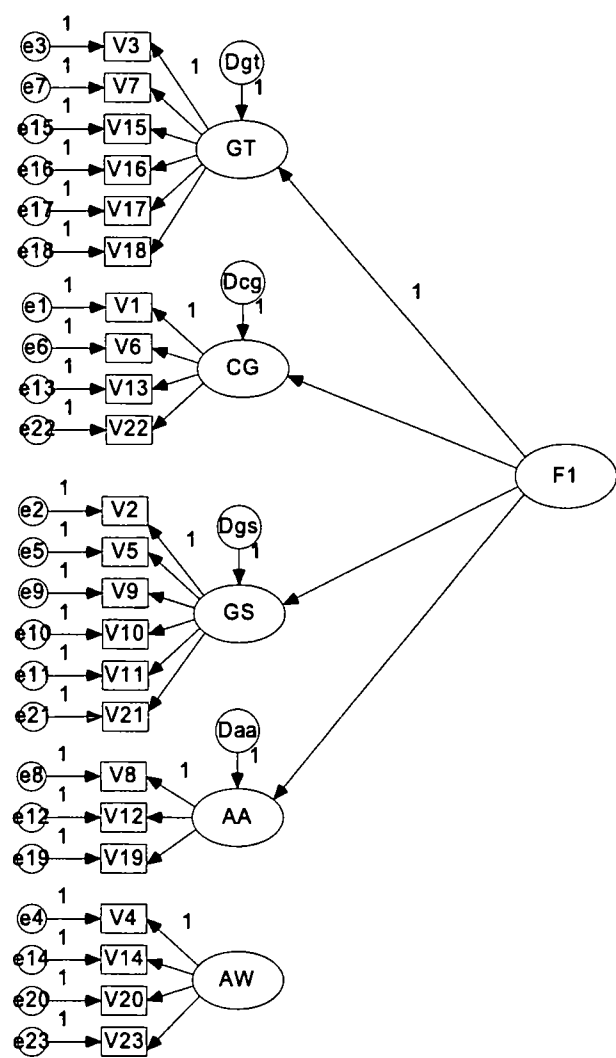 1
e3 V3
1
Dgt
1
e7 V7
1
1
e15 V15
GT
1
e16 V16
1
e17 V17
1
e18 V18
1
Dcg
1
e1 V1
1
1
1
e6 V6
CG
1
e13 V13
1
e22 V22
F1
1
e2 V2
Dgs
1
e5 V5
1
1
e9 V9
GS
1
e10 V10
1
e11 V11
1
e21 V21
Daa
1
e8 V8
1
1
1
e12 V12
AA
1
e19 V19
1
e4 V4
1
1
e14 V14
AW
1
e20 V20
1
e23 V23